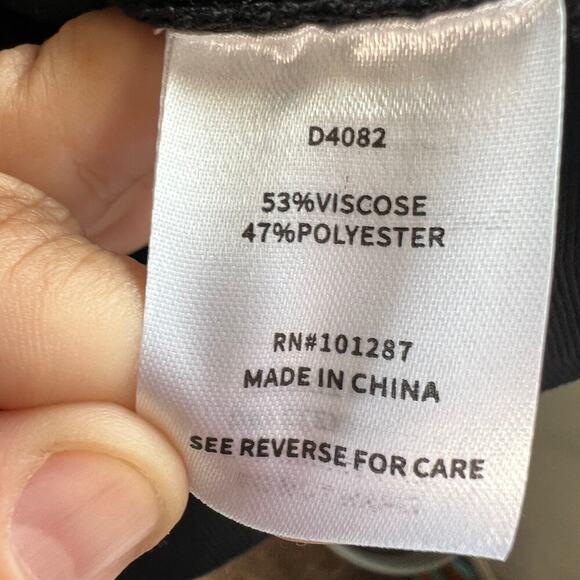 D4082
53%VISCOSE
47%POLYESTER
RN#101287
MADE IN CHINA
SEE REVERSE FOR CARE